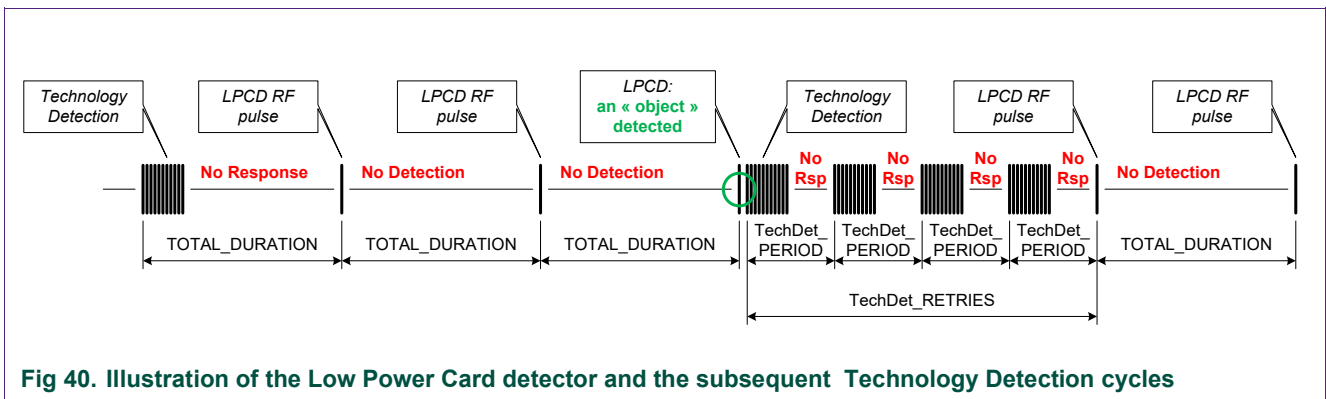 Technology
Detection
LPCD RF
pulse
LPCD RF
pulse
LPCD:
an « object »
detected
Technology
Detection
LPCD RF
pulse
LPCD RF
pulse
No Response
No Detection
No Detection
No
Rsp
No
Rsp
No
Rsp
No
Rsp
No Detection
TOTAL_DURATION
TOTAL_DURATION
TOTAL_DURATION
TechDet_
PERIOD
TechDet_
PERIOD
TechDet_
PERIOD
TechDet_
PERIOD
TOTAL_DURATION
TechDet_RETRIES
Fig 40. Illustration of the Low Power Card detector and the subsequent Technology Detection cycles